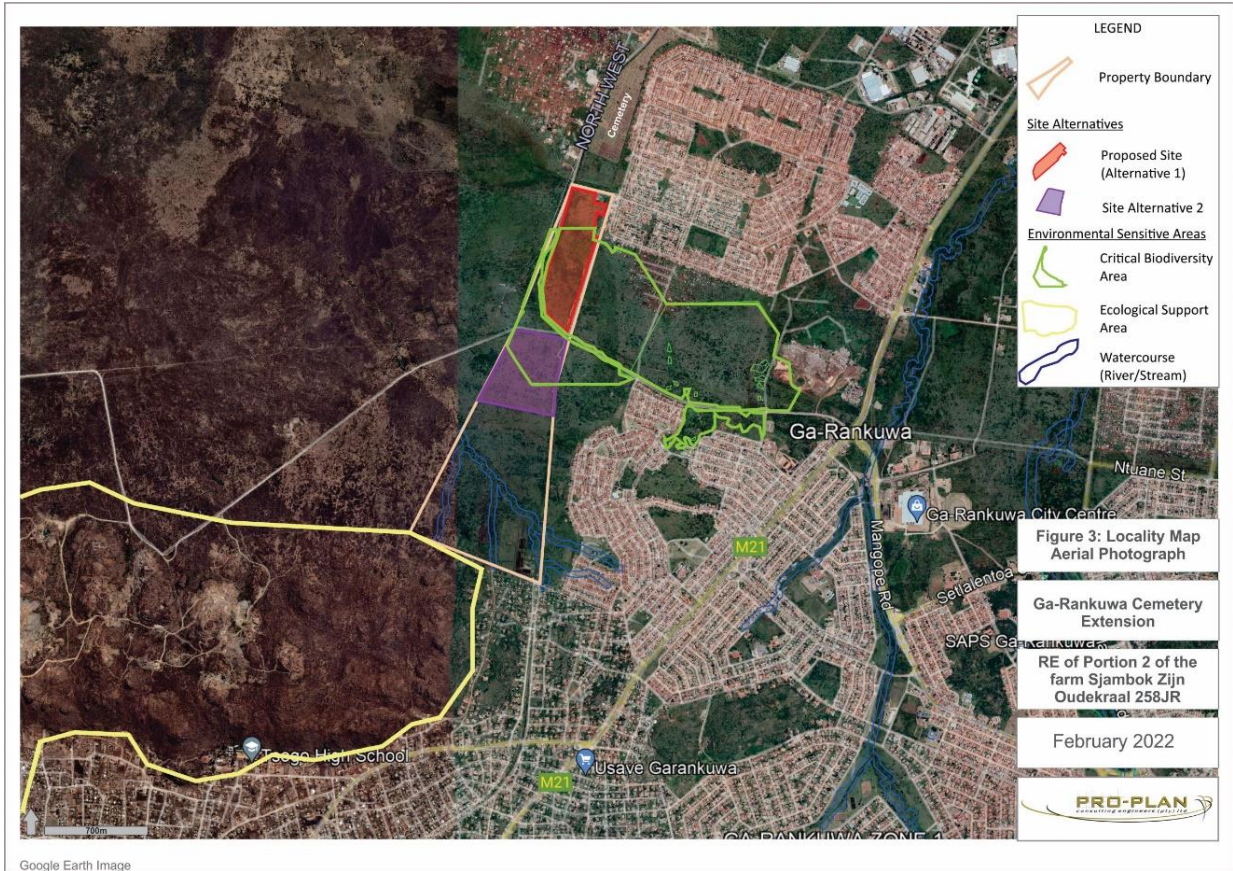 NORTH WEST
Cemetery
Ga-Rankuwa
Ntuane St
Ga-Rankuwa City Centre
M21
Mangope Rd
Setlalentoa
SAPS Ga-Rankuwa
Tsogo High School
Usave Garankuwa
M21
GA-RANKUWA ZONE 1
700m
LEGEND
Property Boundary
Site Alternatives
Proposed Site
(Alternative 1)
Site Alternative 2
Environmental Sensitive Areas
Critical Biodiversity
Area
Ecological Support
Area
Watercourse
(River/Stream)
Figure 3: Locality Map
Aerial Photograph
Ga-Rankuwa Cemetery
Extension
RE of Portion 2 of the
farm Sjambok Zijn
Oudekraal 258JR
February 2022
PRO-PLAN
consulting engineers (pty) ltd
Google Earth Image